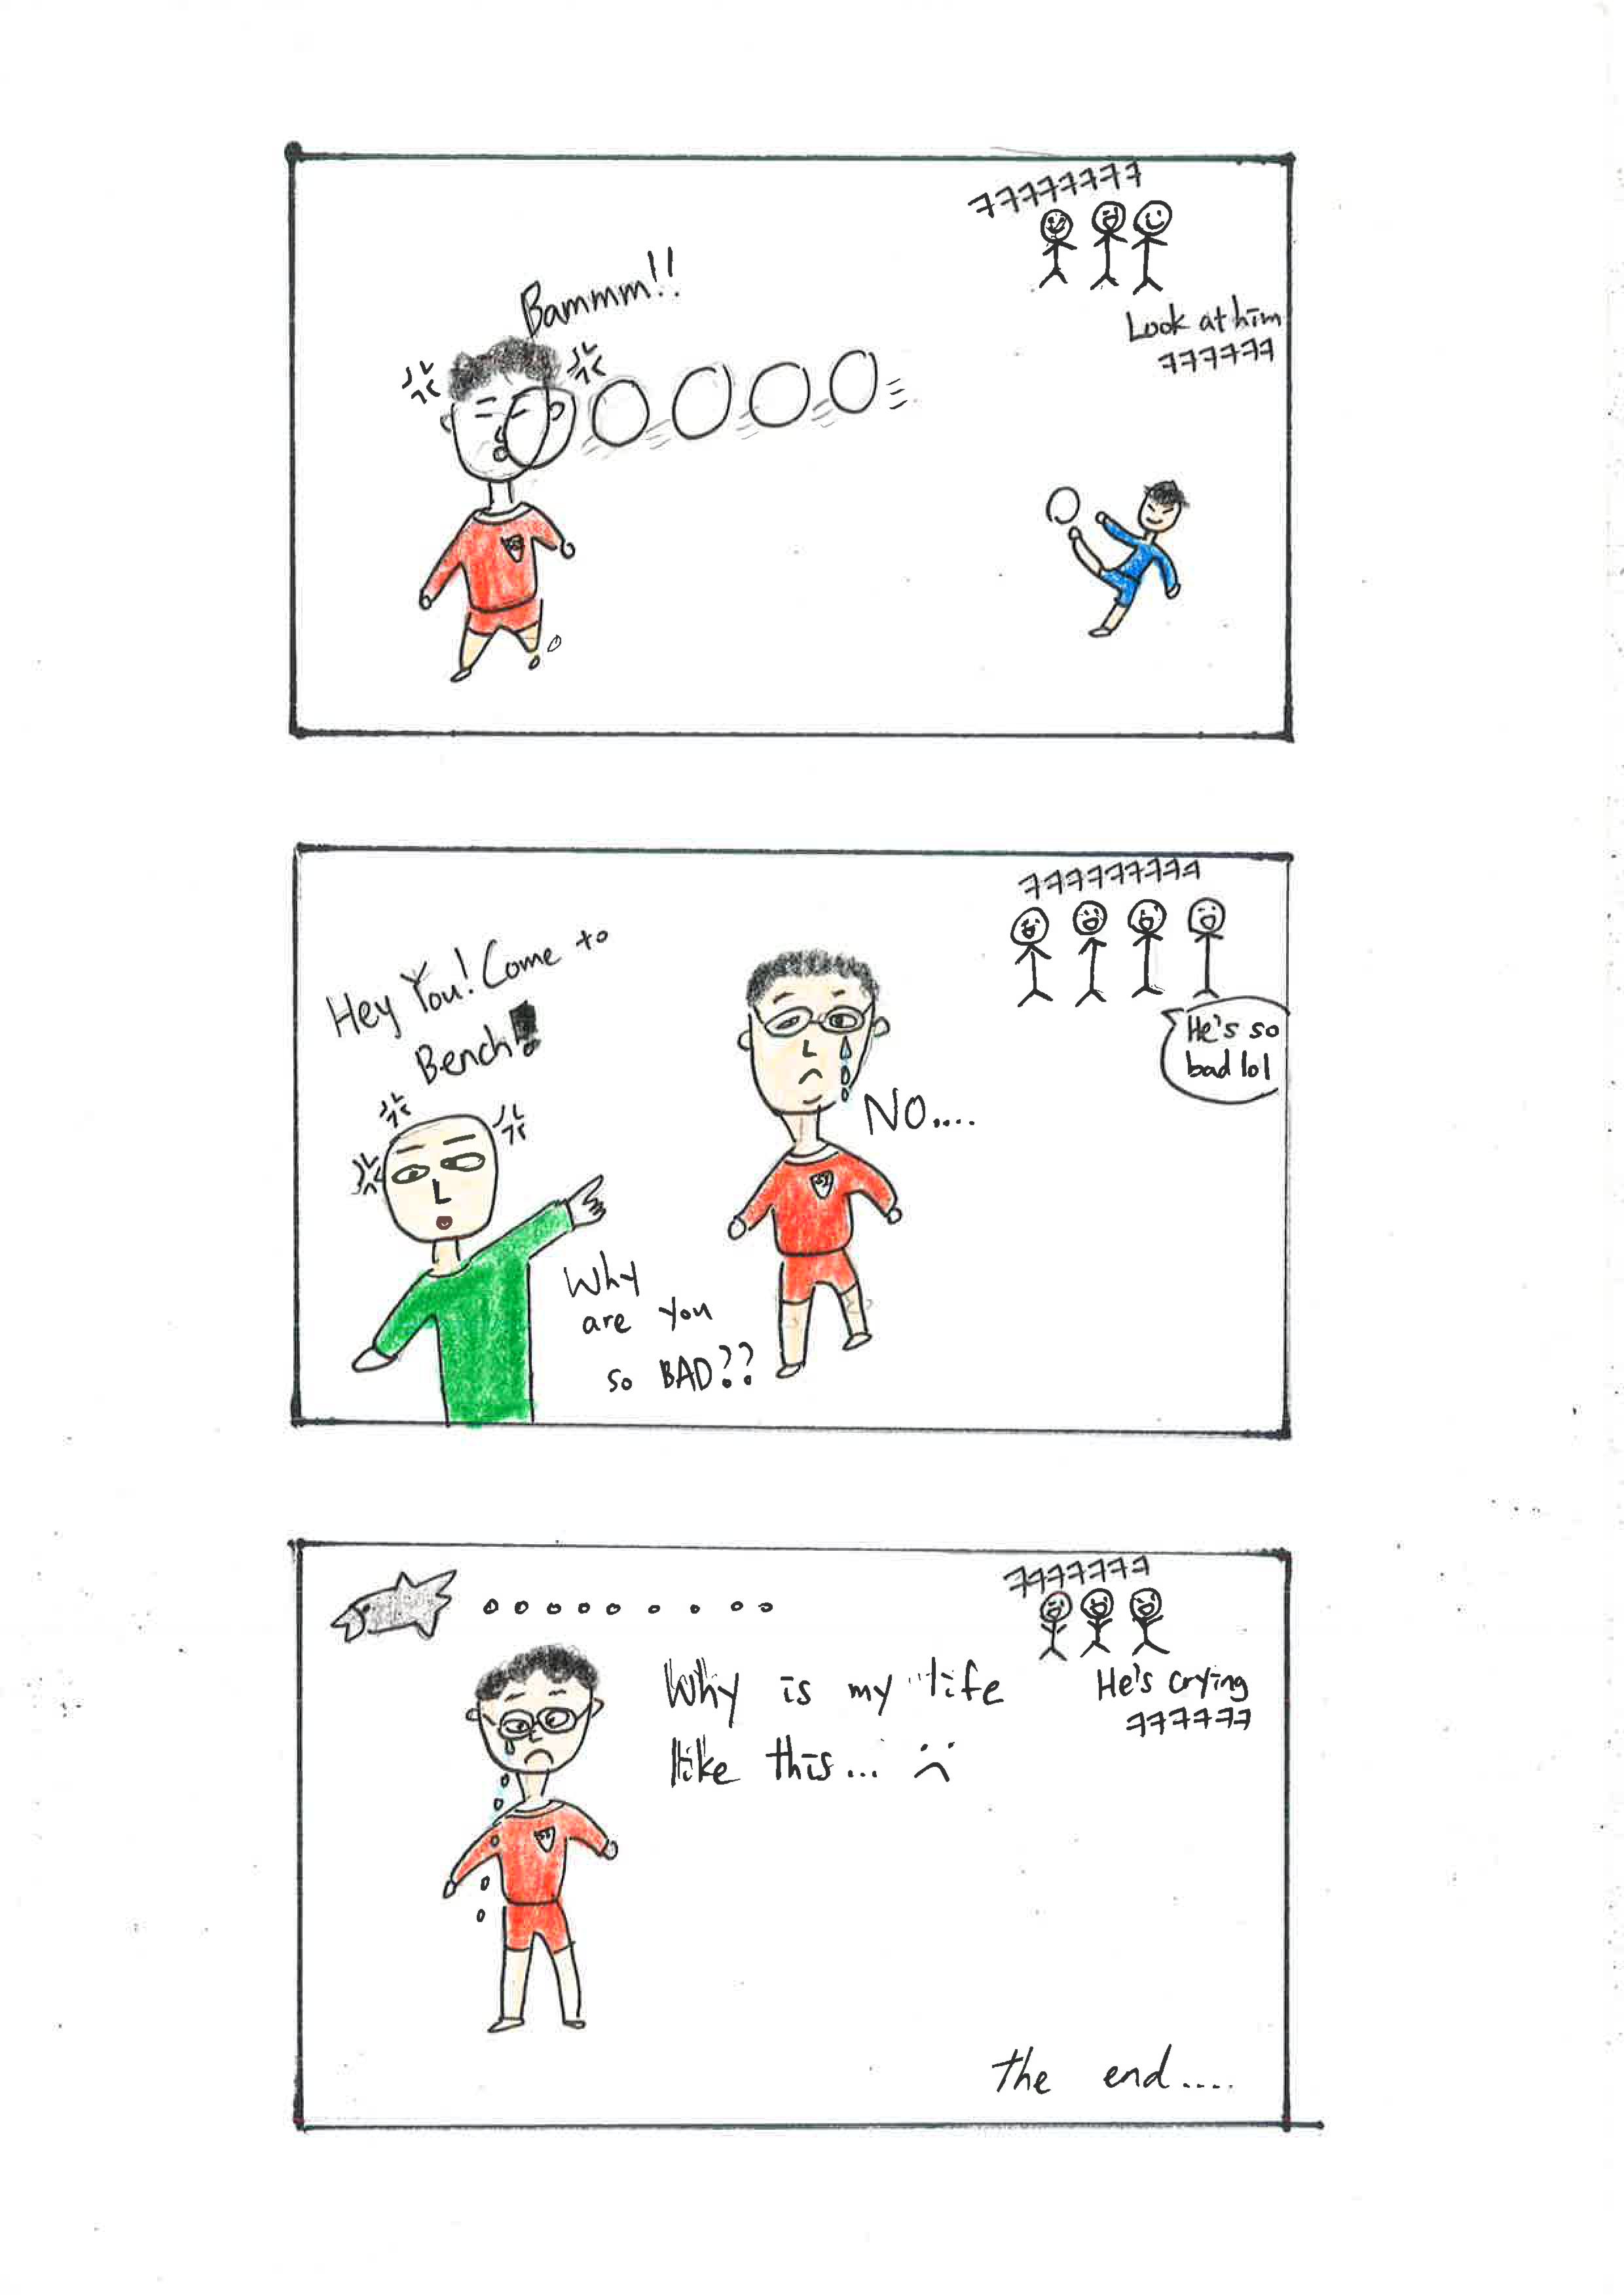 ㅋㅋㅋㅋㅋㅋㅋㅋ
Bammm!!
Look at him
ㅋㅋㅋㅋㅋㅋ
ㅋㅋㅋㅋㅋㅋㅋㅋㅋ
Hey You! Come to
Bench!
He's so
bad lol
NO....
Why
are you
so BAD??
ㅋㅋㅋㅋㅋㅋㅋ
Why is my life
like this... :(
He's crying
ㅋㅋㅋㅋㅋㅋ
the end....